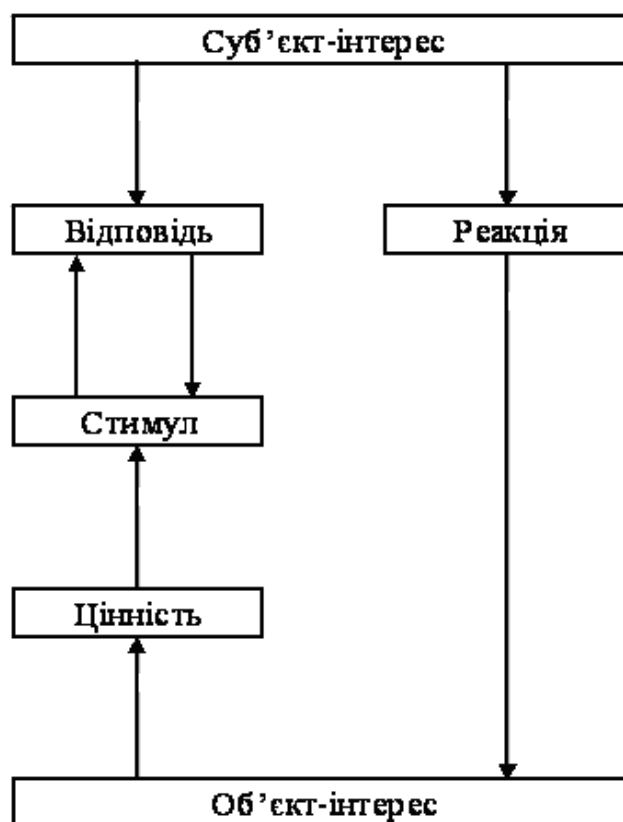 Суб’єкт-інтерес
Відповідь
Реакція
Стимул
Цінність
Об’єкт-інтерес